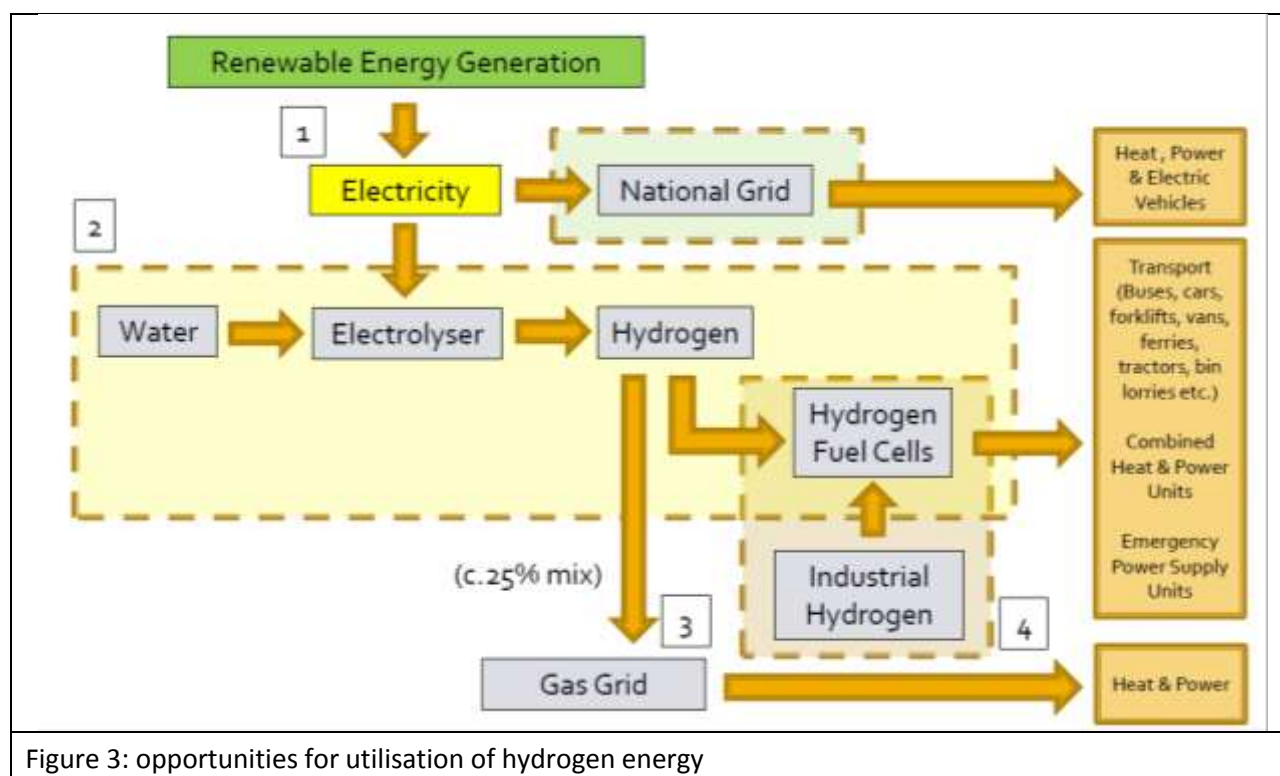 Renewable Energy Generation
1
Electricity
National Grid
Heat, Power
& Electric
Vehicles
2
Water
Electrolyser
Hydrogen
Hydrogen
Fuel Cells
Transport
(Buses, cars,
forklifts, vans,
ferries,
tractors, bin
lorries etc.)
Combined
Heat & Power
Units
Emergency
Power Supply
Units
(c.25% mix)
Industrial
Hydrogen
3
4
Gas Grid
Heat & Power
Figure 3: opportunities for utilisation of hydrogen energy